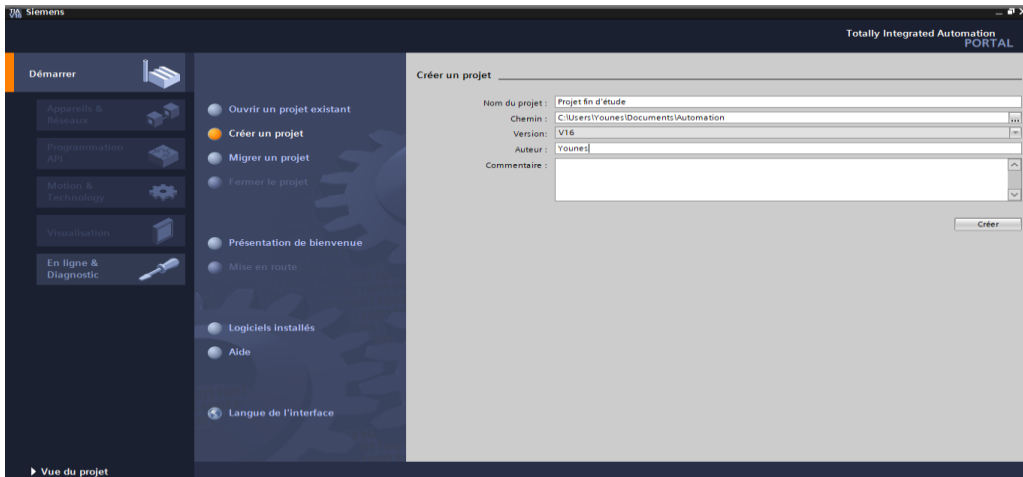 Siemens
Totally Integrated Automation
PORTAL
Démarrer
Appareils &
Réseaux
Programmation
API
Motion &
Technology
Visualisation
En ligne &
Diagnostic
Vue du projet
Ouvrir un projet existant
Créer un projet
Migrer un projet
Fermer le projet
Présentation de bienvenue
Mise en route
Logiciels installés
Aide
Langue de l'interface
Créer un projet
Nom du projet : Projet fin d'étude
Chemin : C:\Users\Younes\Documents\Automation
...
Version: V16
Auteur : Younes
Commentaire :
Créer